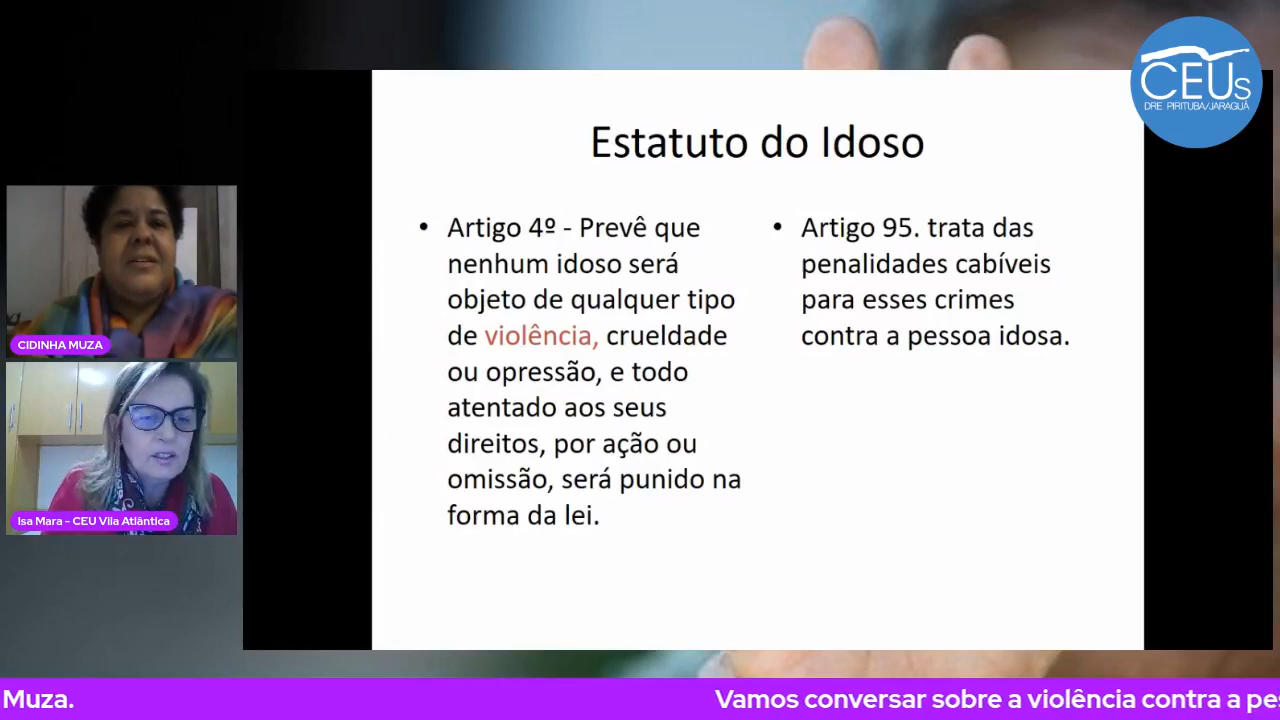 CEUs
DRE PIRITUBA/JARAGUÁ
Estatuto do Idoso
• Artigo 4º - Prevê que
nenhum idoso será
objeto de qualquer tipo
de violência, crueldade
ou opressão, e todo
atentado aos seus
direitos, por ação ou
omissão, será punido na
forma da lei.
• Artigo 95. trata das
penalidades cabíveis
para esses crimes
contra a pessoa idosa.
CIDINHA MUZA
Isa Mara - CEU Vila Atlântica
Muza.
Vamos conversar sobre a violência contra a pes